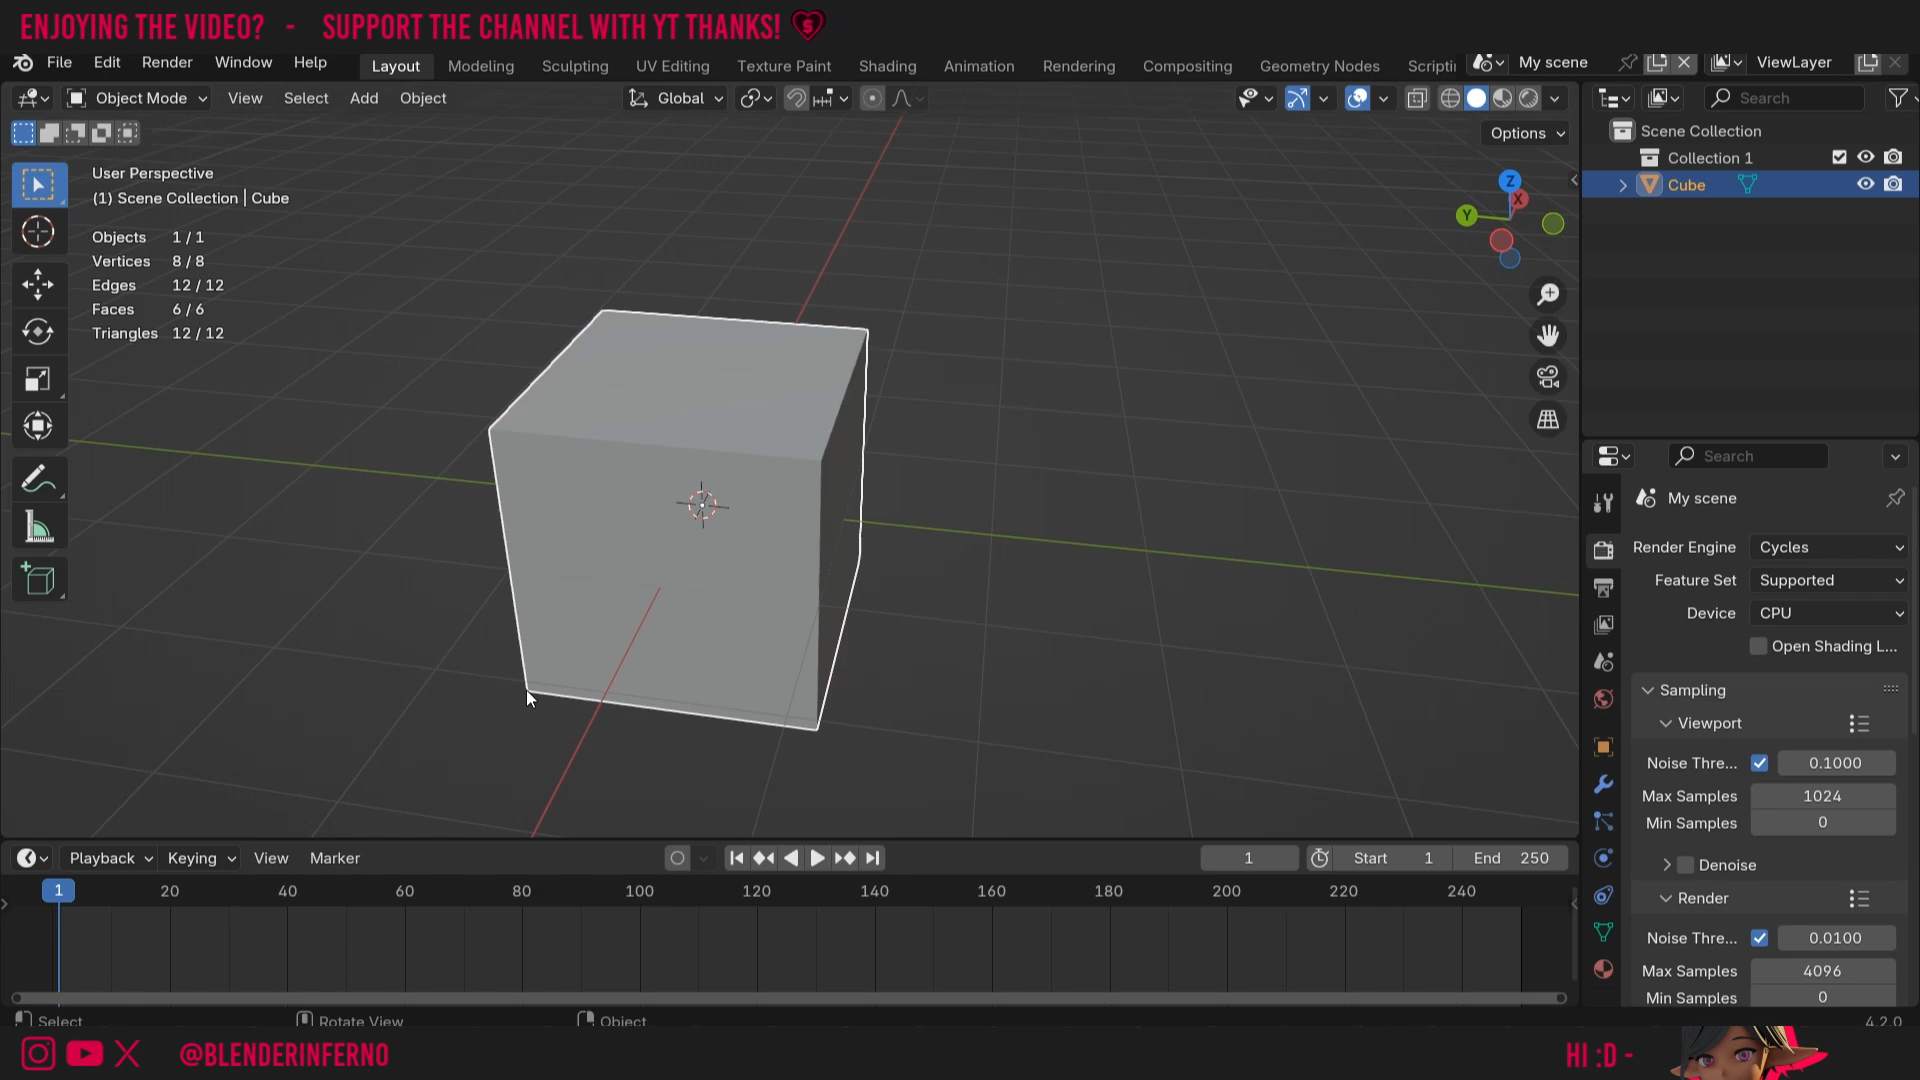 ENJOYING THE VIDEO? - SUPPORT THE CHANNEL WITH YT THANKS!
File Edit Render Window Help Layout Modeling Sculpting UV Editing Texture Paint Shading Animation Rendering Compositing Geometry Nodes Scripti My scene ViewLayer
Object Mode View Select Add Object Global Search
Options
Scene Collection
Collection 1
Cube
User Perspective
(1) Scene Collection | Cube
Objects 1 / 1
Vertices 8 / 8
Edges 12 / 12
Faces 6 / 6
Triangles 12 / 12
Z
X
Y
Search
My scene
Render Engine Cycles
Feature Set Supported
Device CPU
Open Shading L...
Sampling
Viewport
Noise Thre... 0.1000
Max Samples 1024
Min Samples 0
Denoise
Render
Noise Thre... 0.0100
Max Samples 4096
Min Samples 0
Playback Keying View Marker 1 Start 1 End 250
1 20 40 60 80 100 120 140 160 180 200 220 240
Select Rotate View Object 4.2.0
@BLENDERINFERNO HI :D -